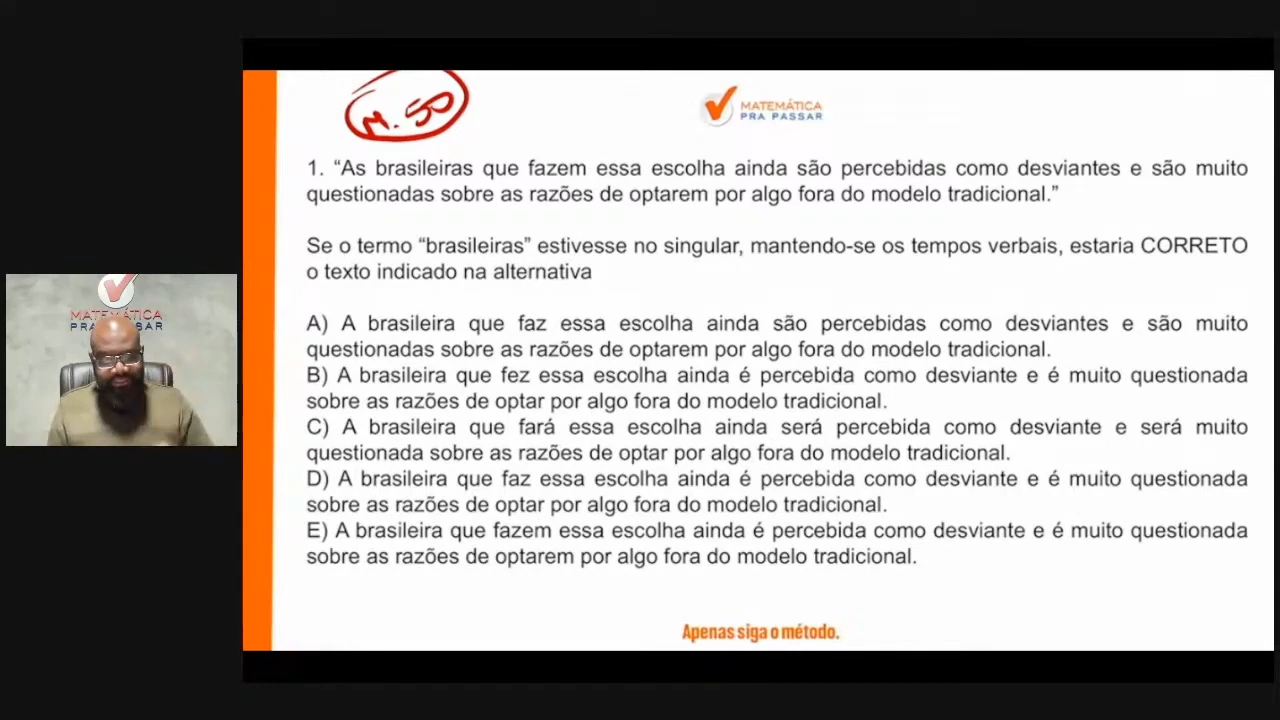 M. 50
MATEMÁTICA
PRA PASSAR
1. “As brasileiras que fazem essa escolha ainda são percebidas como desviantes e são muito
questionadas sobre as razões de optarem por algo fora do modelo tradicional.”
Se o termo “brasileiras” estivesse no singular, mantendo-se os tempos verbais, estaria CORRETO
o texto indicado na alternativa
A) A brasileira que faz essa escolha ainda são percebidas como desviantes e são muito
questionadas sobre as razões de optarem por algo fora do modelo tradicional.
B) A brasileira que fez essa escolha ainda é percebida como desviante e é muito questionada
sobre as razões de optar por algo fora do modelo tradicional.
C) A brasileira que fará essa escolha ainda será percebida como desviante e será muito
questionada sobre as razões de optar por algo fora do modelo tradicional.
D) A brasileira que faz essa escolha ainda é percebida como desviante e é muito questionada
sobre as razões de optar por algo fora do modelo tradicional.
E) A brasileira que fazem essa escolha ainda é percebida como desviante e é muito questionada
sobre as razões de optarem por algo fora do modelo tradicional.
Apenas siga o método.
MATEMÁTICA
PRA PASSAR